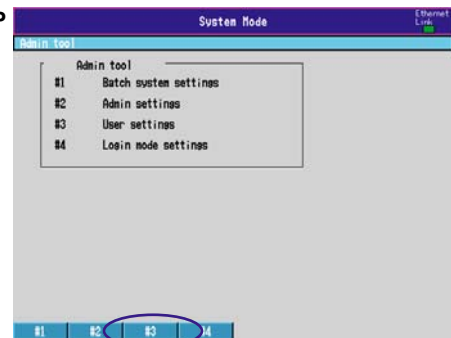 System Mode
Ethernet
Link
Admin tool
Admin tool
#1 Batch system settings
#2 Admin settings
#3 User settings
#4 Login mode settings
#1 #2 #3 #4